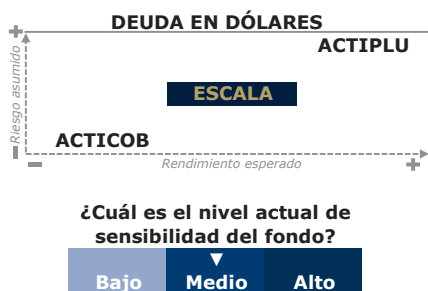 DEUDA EN DÓLARES
ACTIPLU
Riesgo asumido
ESCALA
ACTICOB
Rendimiento esperado
¿Cuál es el nivel actual de
sensibilidad del fondo?
Bajo Medio Alto